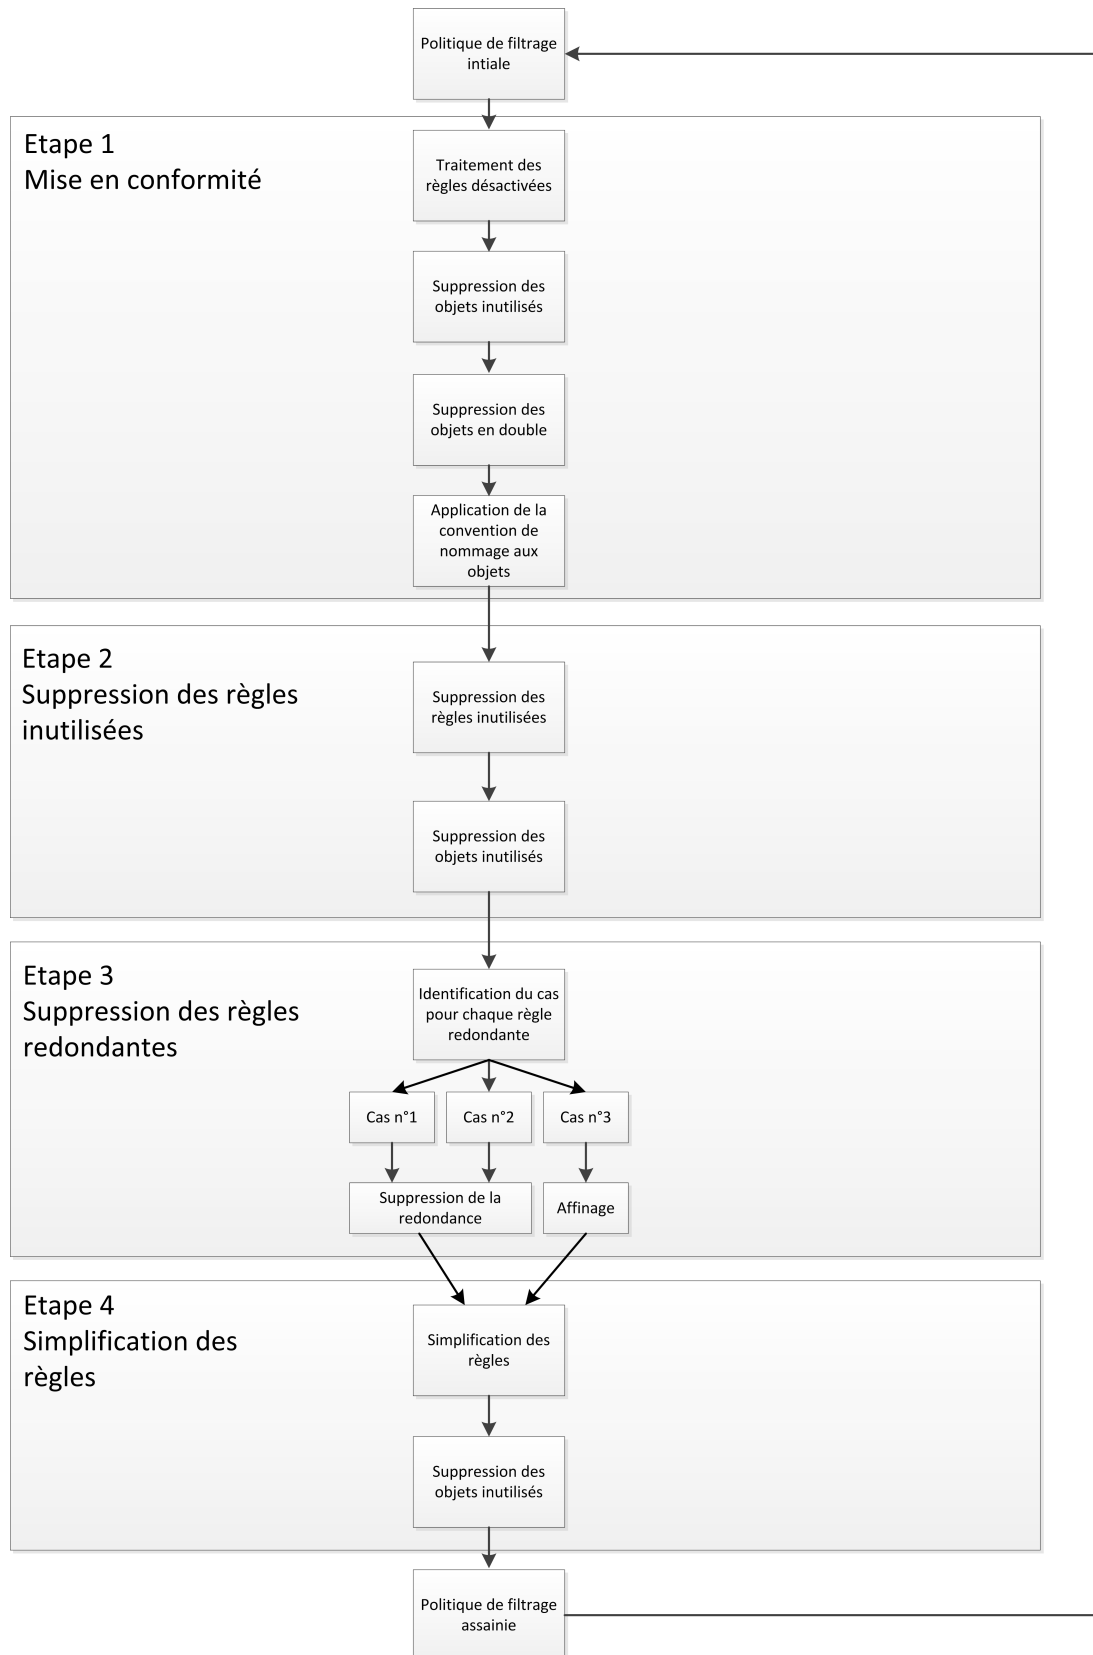 Politique de filtrage
intiale
Etape 1
Mise en conformité
Traitement des
règles désactivées
Suppression des
objets inutilisés
Suppression des
objets en double
Application de la
convention de
nommage aux
objets
Etape 2
Suppression des règles
inutilisées
Suppression des
règles inutilisées
Suppression des
objets inutilisés
Etape 3
Suppression des règles
redondantes
Identification du cas
pour chaque règle
redondante
Cas n°1
Cas n°2
Cas n°3
Suppression de la
redondance
Affinage
Etape 4
Simplification des
règles
Simplification des
règles
Suppression des
objets inutilisés
Politique de filtrage
assainie